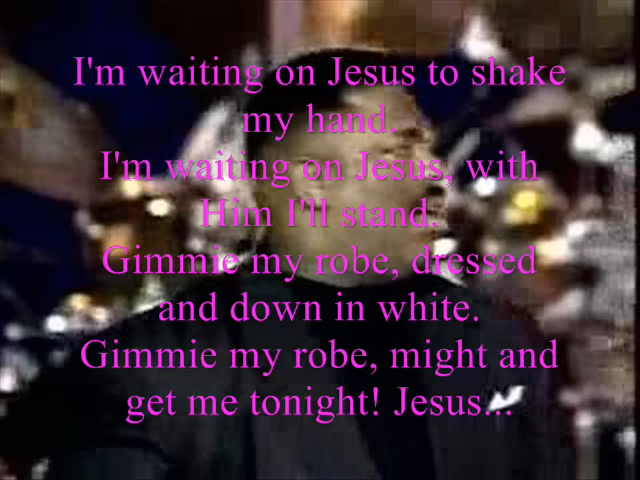 I'm waiting on Jesus to shake
my hand.
I'm waiting on Jesus, with
Him I'll stand.
Gimmie my robe, dressed
and down in white.
Gimmie my robe, might and
get me tonight! Jesus...